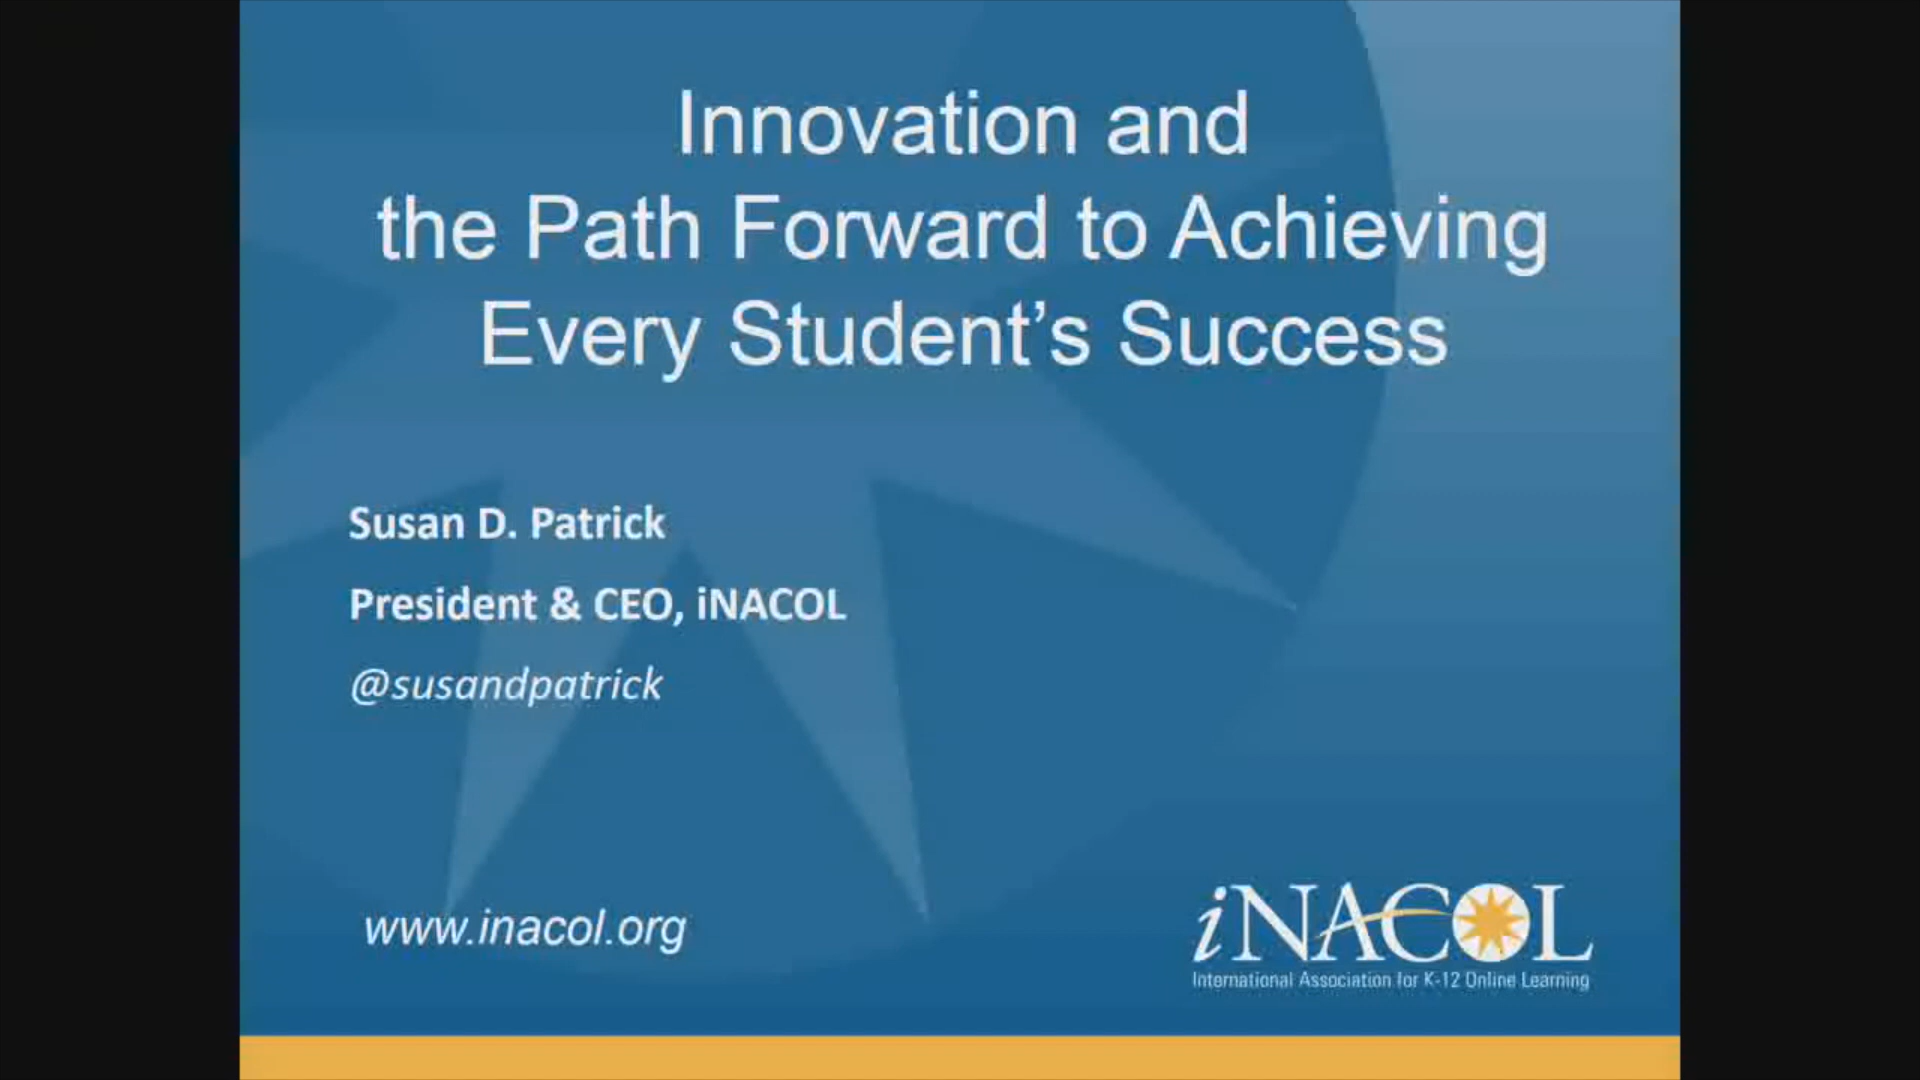 Innovation and
the Path Forward to Achieving
Every Student’s Success
Susan D. Patrick
President & CEO, iNACOL
@susandpatrick
www.inacol.org
iNACOL
International Association for K-12 Online Learning